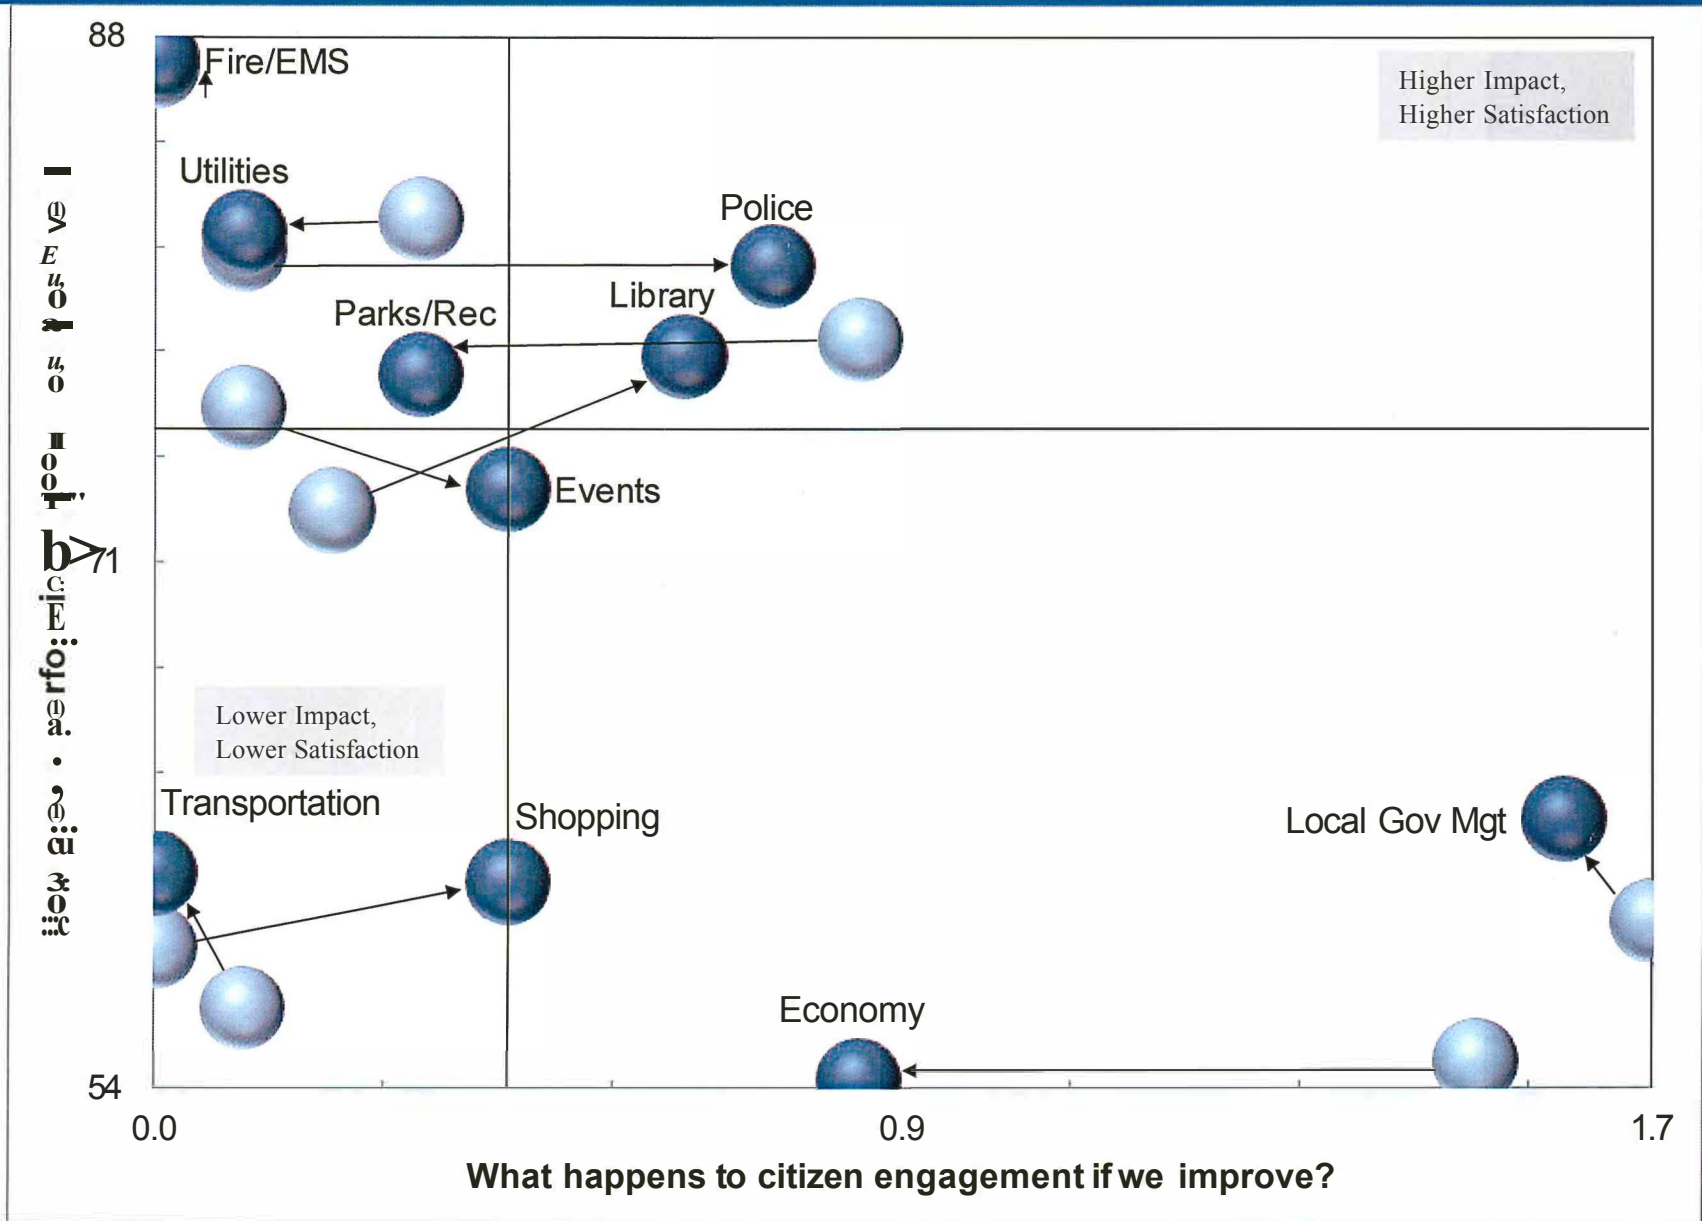 88
Fire/EMS
Higher Impact,
Higher Satisfaction
Utilities
Police
Library
Parks/Rec
Events
71
Lower Impact,
Lower Satisfaction
Transportation
Shopping
Local Gov Mgt
Economy
54
0.0
0.9
1.7
What happens to citizen engagement if we improve?